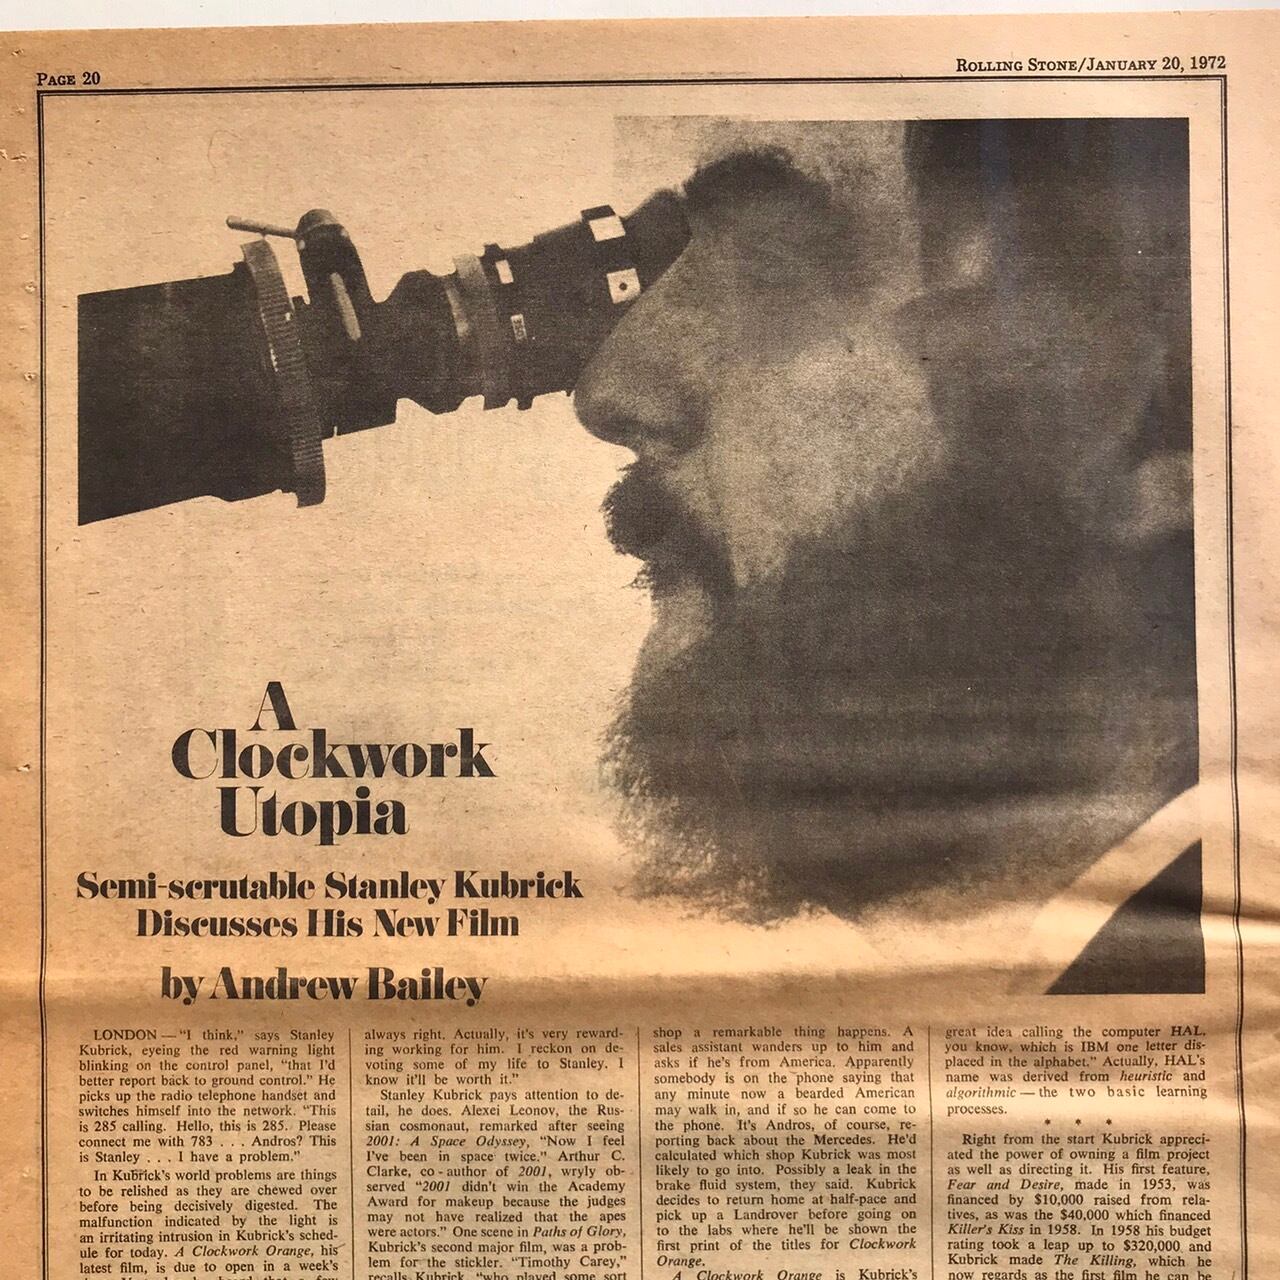 PAGE 20
ROLLING STONE/JANUARY 20, 1972
A
Clockwork
Utopia
Semi-scrutable Stanley Kubrick
Discusses His New Film
by Andrew Bailey
LONDON — "I think," says Stanley
Kubrick, eyeing the red warning light
blinking on the control panel, "that I'd
better report back to ground control." He
picks up the radio telephone handset and
switches himself into the network. "This
is 285 calling. Hello, this is 285. Please
connect me with 783 . . . Andros? This
is Stanley . . . I have a problem."
In Kubrick's world problems are things
to be relished as they are chewed over
before being decisively digested. The
malfunction indicated by the light is
an irritating intrusion in Kubrick's sched-
ule for today. A Clockwork Orange, his
latest film, is due to open in a week's
always right. Actually, it's very reward-
ing working for him. I reckon on de-
voting some of my life to Stanley. I
know it'll be worth it."
Stanley Kubrick pays attention to de-
tail, he does. Alexei Leonov, the Rus-
sian cosmonaut, remarked after seeing
2001: A Space Odyssey, "Now I feel
I've been in space twice." Arthur C.
Clarke, co-author of 2001, wryly ob-
served "2001 didn't win the Academy
Award for makeup because the judges
may not have realized that the apes
were actors." One scene in Paths of Glory,
Kubrick's second major film, was a prob-
lem for the stickler. "Timothy Carey,"
recalls Kubrick, "who played some sort
shop a remarkable thing happens. A
sales assistant wanders up to him and
asks if he's from America. Apparently
somebody is on the phone saying that
any minute now a bearded American
may walk in, and if so he can come to
the phone. It's Andros, of course, re-
porting back about the Mercedes. He'd
calculated which shop Kubrick was most
likely to go into. Possibly a leak in the
brake fluid system, they said. Kubrick
decides to return home at half-pace and
pick up a Landrover before going on
to the labs where he'll be shown the
first print of the titles for Clockwork
Orange.
A Clockwork Orange is Kubrick's
great idea calling the computer HAL,
you know, which is IBM one letter dis-
placed in the alphabet." Actually, HAL's
name was derived from heuristic and
algorithmic — the two basic learning
processes.
* * *
Right from the start Kubrick appreci-
ated the power of owning a film project
as well as directing it. His first feature,
Fear and Desire, made in 1953, was
financed by $10,000 raised from rela-
tives, as was the $40,000 which financed
Killer's Kiss in 1958. In 1958 his budget
rating took a leap up to $320,000 and
Kubrick made The Killing, which he
now regards as the first film he can